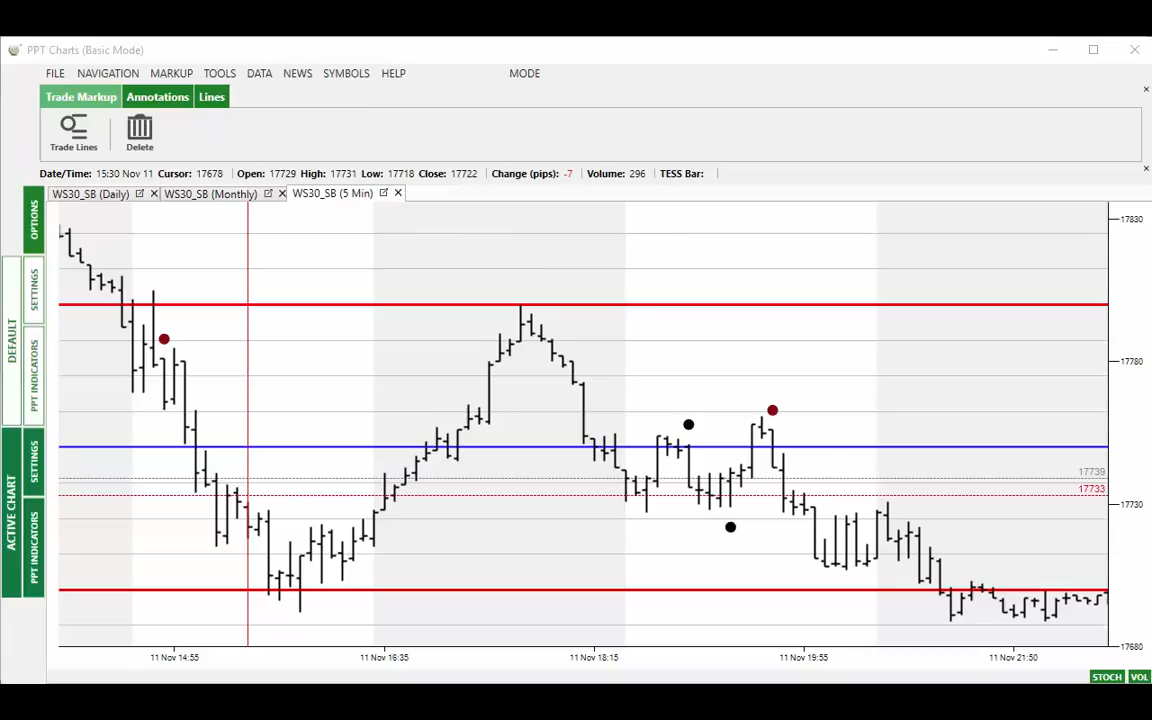 PPT Charts (Basic Mode)
FILE NAVIGATION MARKUP TOOLS DATA NEWS SYMBOLS HELP MODE
Trade Markup Annotations Lines
Trade Lines Delete
Date/Time: 15:30 Nov 11 Cursor: 17678 Open: 17729 High: 17731 Low: 17718 Close: 17722 Change (pips): -7 Volume: 296 TESS Bar:
WS30_SB (Daily) WS30_SB (Monthly) WS30_SB (5 Min)
OPTIONS
SETTINGS
PPT INDICATORS
DEFAULT
SETTINGS
PPT INDICATORS
ACTIVE CHART
17830
17780
17739
17733
17730
17680
11 Nov 14:55 11 Nov 16:35 11 Nov 18:15 11 Nov 19:55 11 Nov 21:50
STOCH VOL